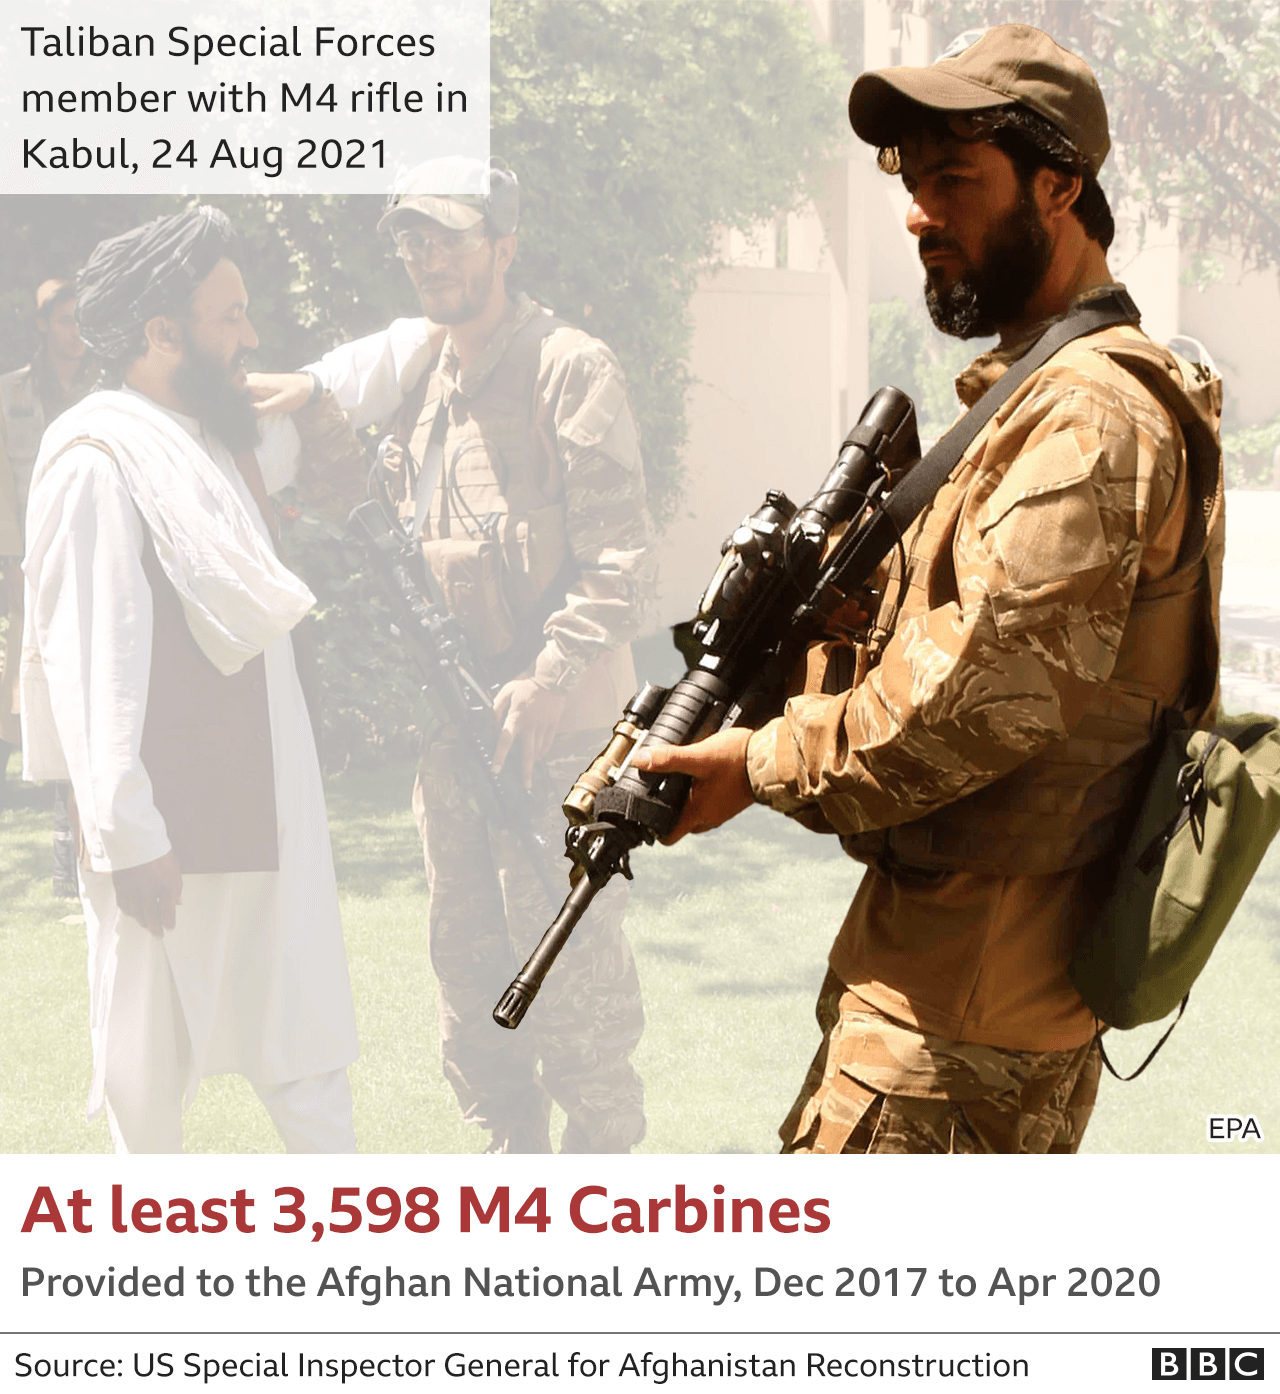 Taliban Special Forces
member with M4 rifle in
Kabul, 24 Aug 2021
EPA
At least 3,598 M4 Carbines
Provided to the Afghan National Army, Dec 2017 to Apr 2020
Source: US Special Inspector General for Afghanistan Reconstruction
BBC